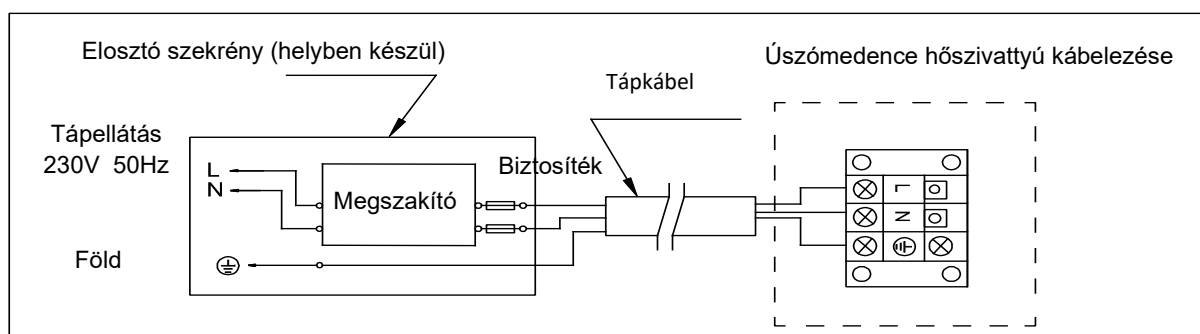 Elosztó szekrény (helyben készül)
Úszómedence hőszivattyú kábelezése
Tápkábel
Tápellátás
230V 50Hz
Biztosíték
L
N
Megszakító
Föld
L
N